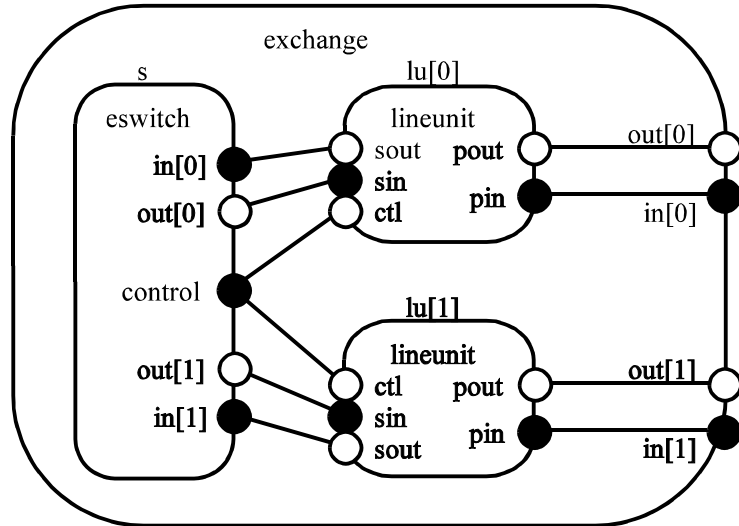 exchange
s
eswitch
in[0]
out[0]
control
out[1]
in[1]
lu[0]
lineunit
sout
pout
sin
pin
ctl
out[0]
in[0]
lu[1]
lineunit
ctl
pout
sin
pin
sout
out[1]
in[1]